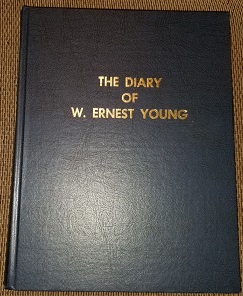 THE DIARY
OF
W. ERNEST YOUNG